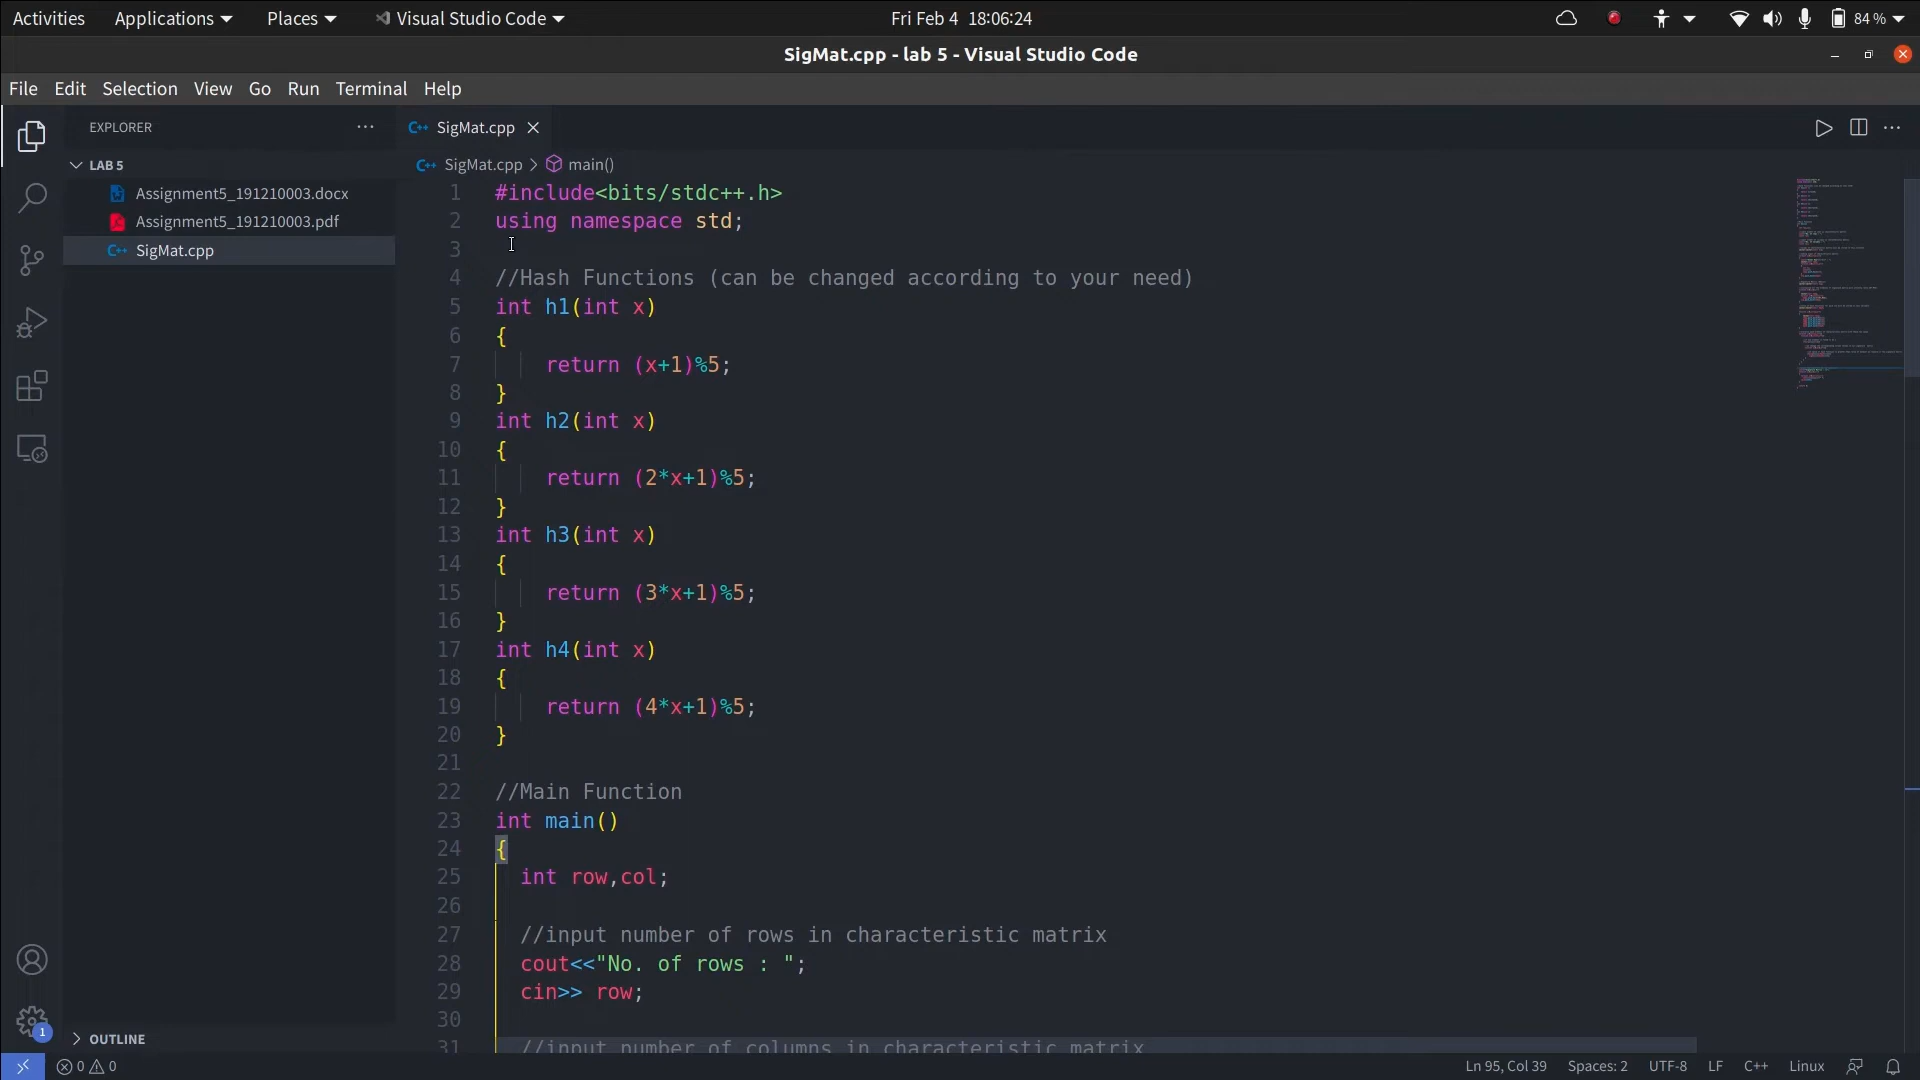 Activities Applications Places Visual Studio Code Fri Feb 4 18:06:24 84 %
SigMat.cpp - lab 5 - Visual Studio Code
File Edit Selection View Go Run Terminal Help
EXPLORER
LAB 5
Assignment5_191210003.docx
Assignment5_191210003.pdf
SigMat.cpp
OUTLINE
SigMat.cpp
SigMat.cpp > main()
1 #include<bits/stdc++.h>
2 using namespace std;
3
4 //Hash Functions (can be changed according to your need)
5 int h1(int x)
6 {
7 return (x+1)%5;
8 }
9 int h2(int x)
10 {
11 return (2*x+1)%5;
12 }
13 int h3(int x)
14 {
15 return (3*x+1)%5;
16 }
17 int h4(int x)
18 {
19 return (4*x+1)%5;
20 }
21
22 //Main Function
23 int main()
24 {
25 int row,col;
26
27 //input number of rows in characteristic matrix
28 cout<<"No. of rows : ";
29 cin>> row;
30
31 //input number of columns in characteristic matrix
1
0 0 Ln 95, Col 39 Spaces: 2 UTF-8 LF C++ Linux